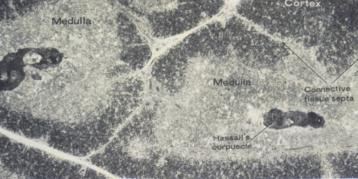 Cortex
Medulla
Medulla
Connective
tissue septa
Hassall's
corpuscle